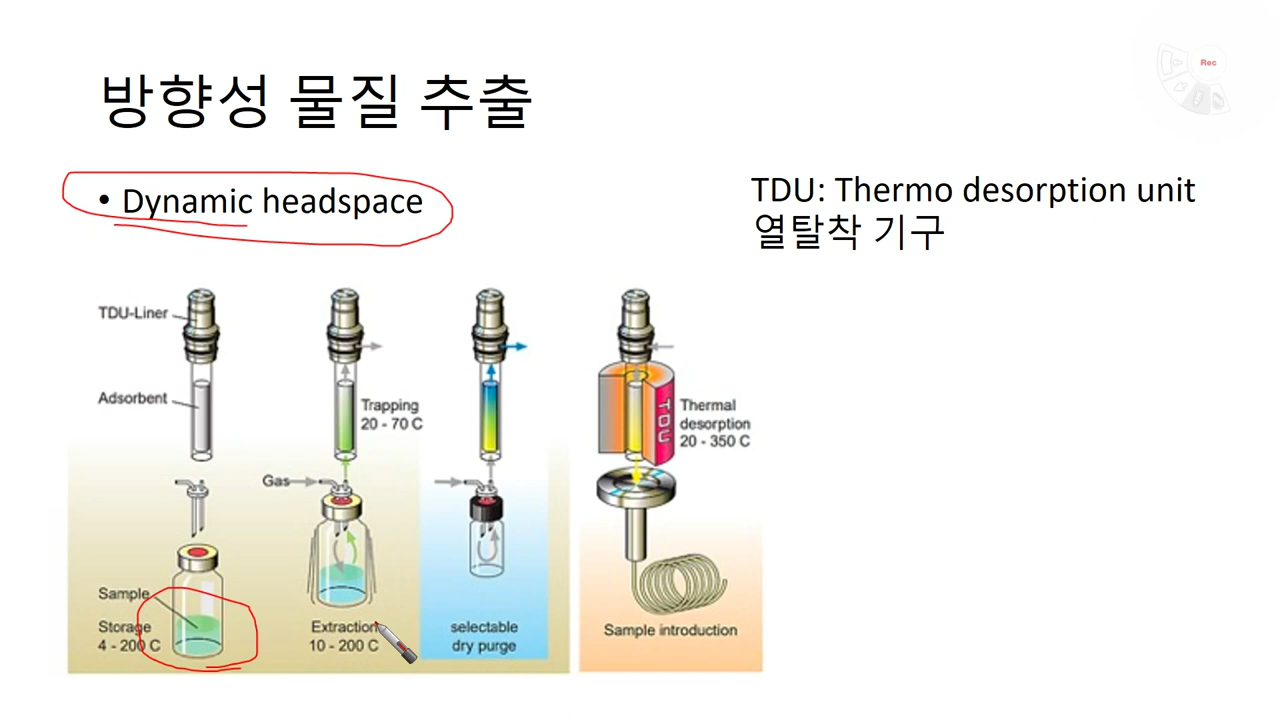 방향성 물질 추출
• Dynamic headspace
TDU: Thermo desorption unit
열탈착 기구
TDU-Liner
Adsorbent
Trapping
20 - 70 C
Gas
Sample
Storage
4 - 200 C
Extraction
10 - 200 C
selectable
dry purge
Thermal
desorption
20 - 350 C
TDU
Sample introduction
Rec